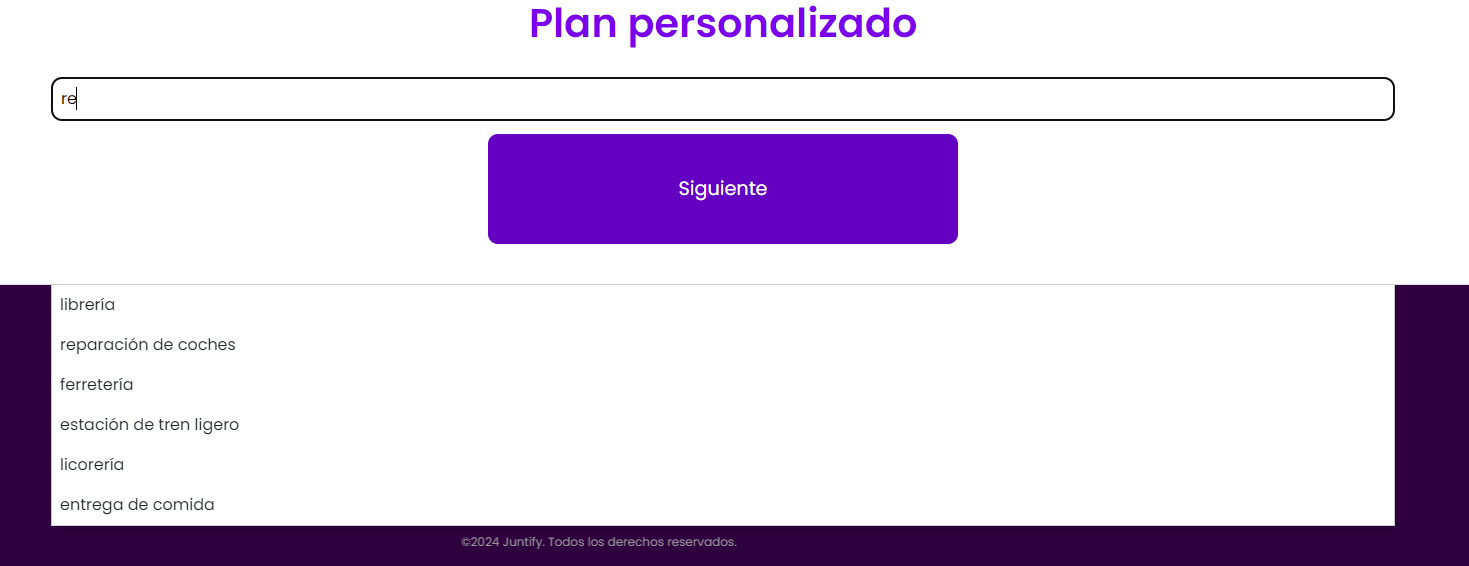 Plan personalizado
re
Siguiente
librería
reparación de coches
ferretería
estación de tren ligero
licorería
entrega de comida
©2024 Juntify. Todos los derechos reservados.